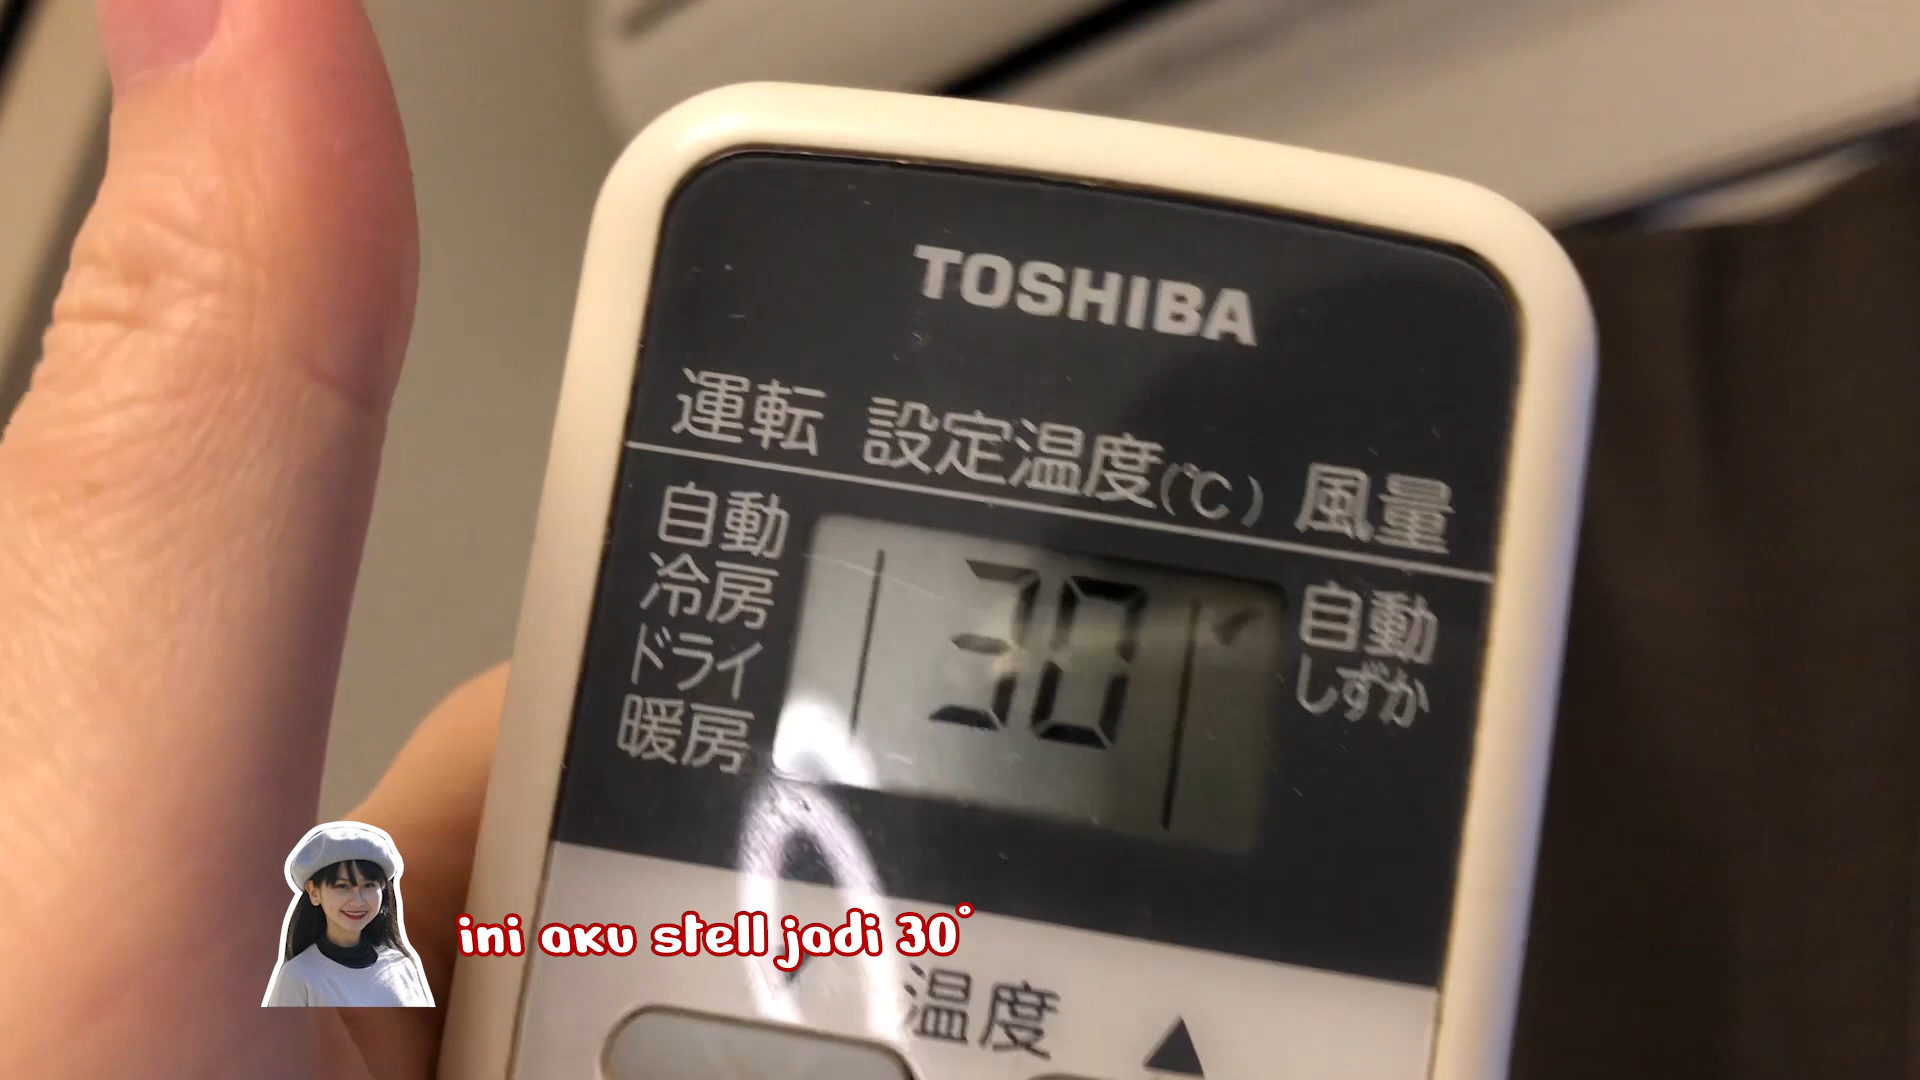 TOSHIBA
運転 設定温度(℃) 風量
自動
冷房
ドライ
暖房
30
自動
しずか
ini aku stell jadi 30°
温度
▲